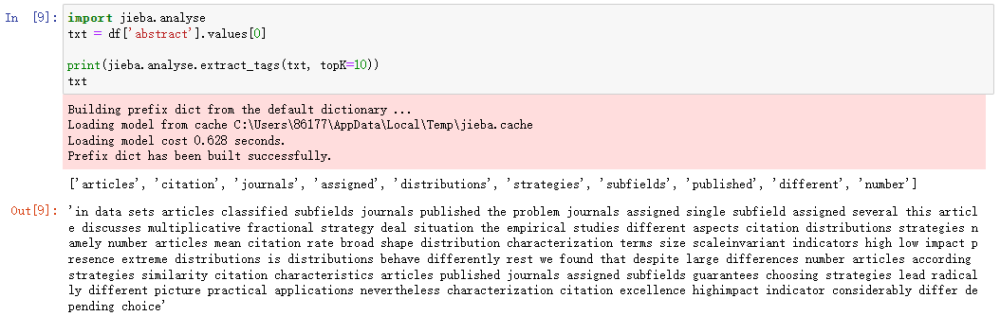 In [9]:
import jieba.analyse
txt = df['abstract'].values[0]
print(jieba.analyse.extract_tags(txt, topK=10))
txt
Building prefix dict from the default dictionary ...
Loading model from cache C:\Users\86177\AppData\Local\Temp\jieba.cache
Loading model cost 0.628 seconds.
Prefix dict has been built successfully.
['articles', 'citation', 'journals', 'assigned', 'distributions', 'strategies', 'subfields', 'published', 'different', 'number']
Out[9]:
'in data sets articles classified subfields journals published the problem journals assigned single subfield assigned several this articl
e discusses multiplicative fractional strategy deal situation the empirical studies different aspects citation distributions strategies n
amely number articles mean citation rate broad shape distribution characterization terms size scaleinvariant indicators high low impact p
resence extreme distributions is distributions behave differently rest we found that despite large differences number articles according
strategies similarity citation characteristics articles published journals assigned subfields guarantees choosing strategies lead radical
ly different picture practical applications nevertheless characterization citation excellence highimpact indicator considerably differ de
pending choice'